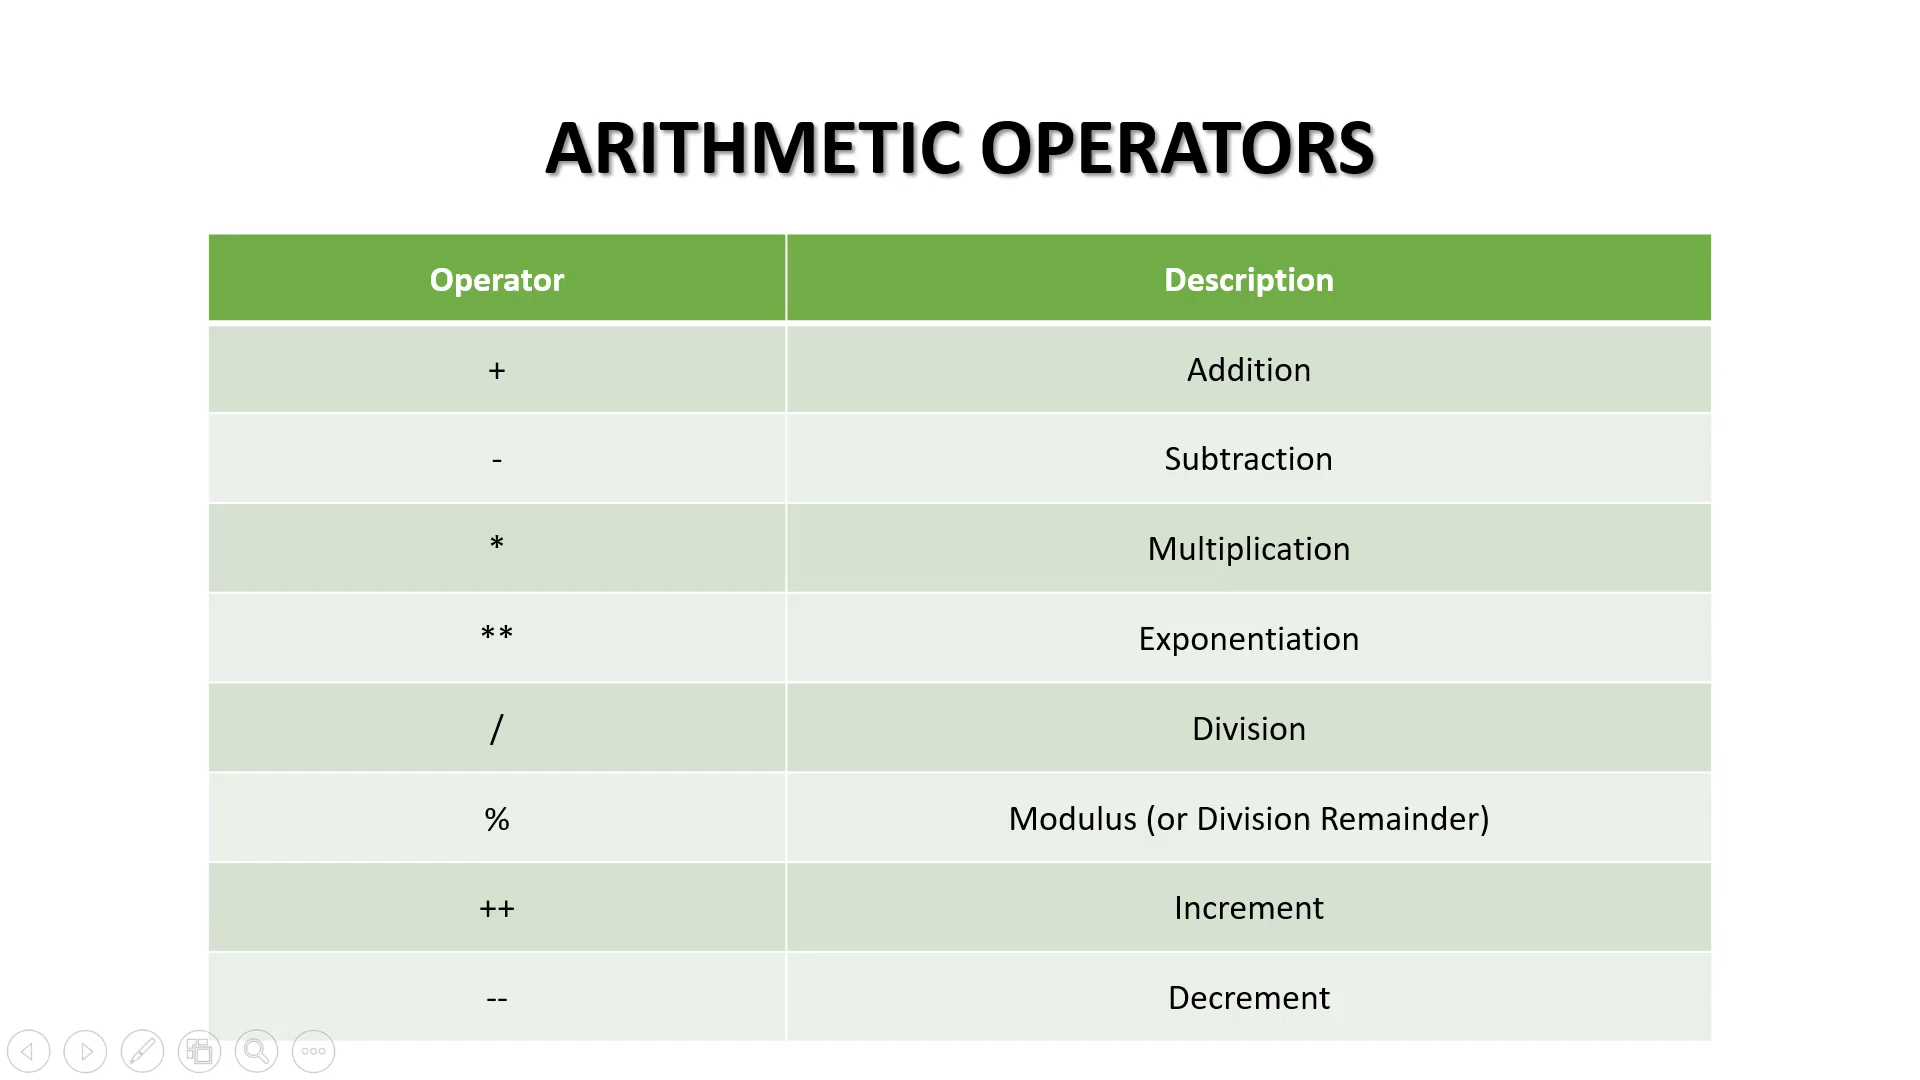 ARITHMETIC OPERATORS
Operator Description
+ Addition
- Subtraction
* Multiplication
** Exponentiation
/ Division
% Modulus (or Division Remainder)
++ Increment
-- Decrement